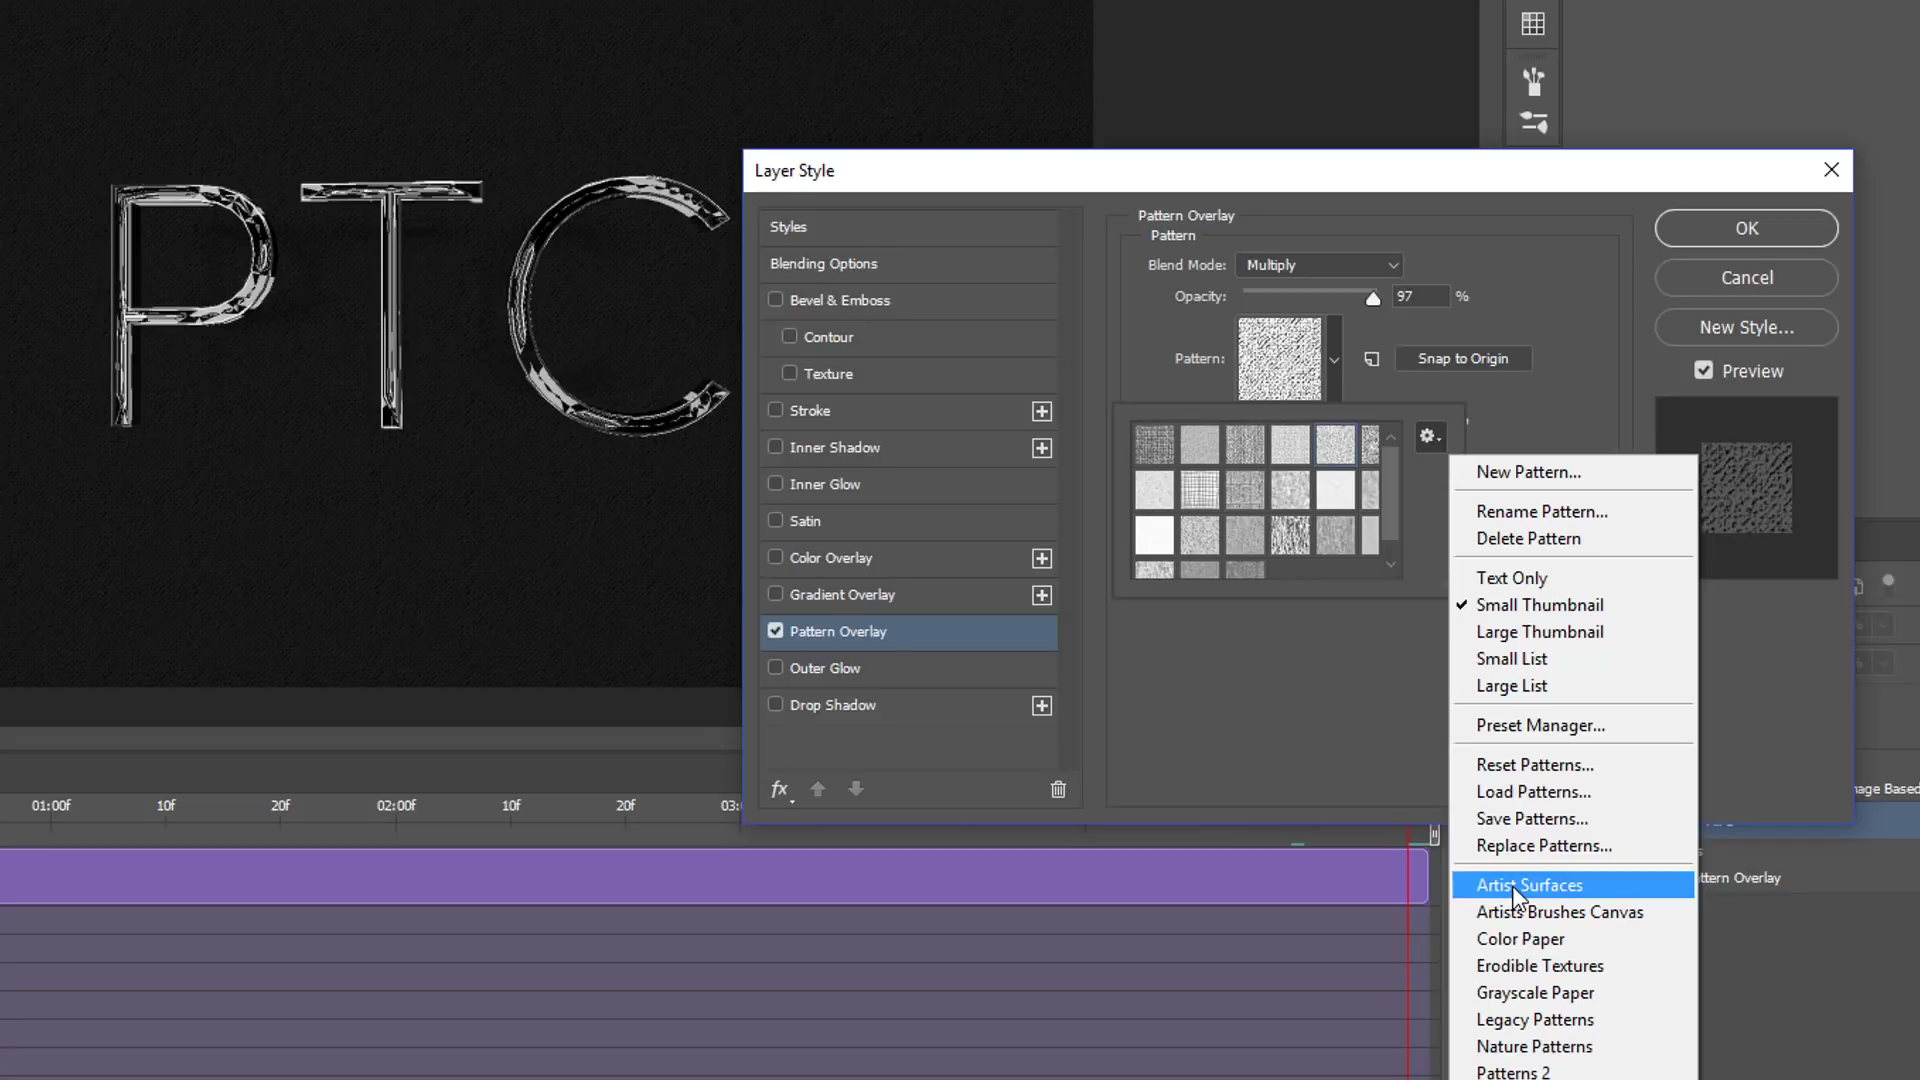 PTC
Layer Style
Styles
Blending Options
Bevel & Emboss
Contour
Texture
Stroke
Inner Shadow
Inner Glow
Satin
Color Overlay
Gradient Overlay
Pattern Overlay
Outer Glow
Drop Shadow
fx
Pattern Overlay
Pattern
Blend Mode: Multiply
Opacity: 97 %
Pattern: Snap to Origin
OK
Cancel
New Style...
Preview
New Pattern...
Rename Pattern...
Delete Pattern
Text Only
Small Thumbnail
Large Thumbnail
Small List
Large List
Preset Manager...
Reset Patterns...
Load Patterns...
Save Patterns...
Replace Patterns...
Artist Surfaces
Artists Brushes Canvas
Color Paper
Erodible Textures
Grayscale Paper
Legacy Patterns
Nature Patterns
Patterns 2
01:00f 10f 20f 02:00f 10f 20f 03:
mage Based
ttern Overlay